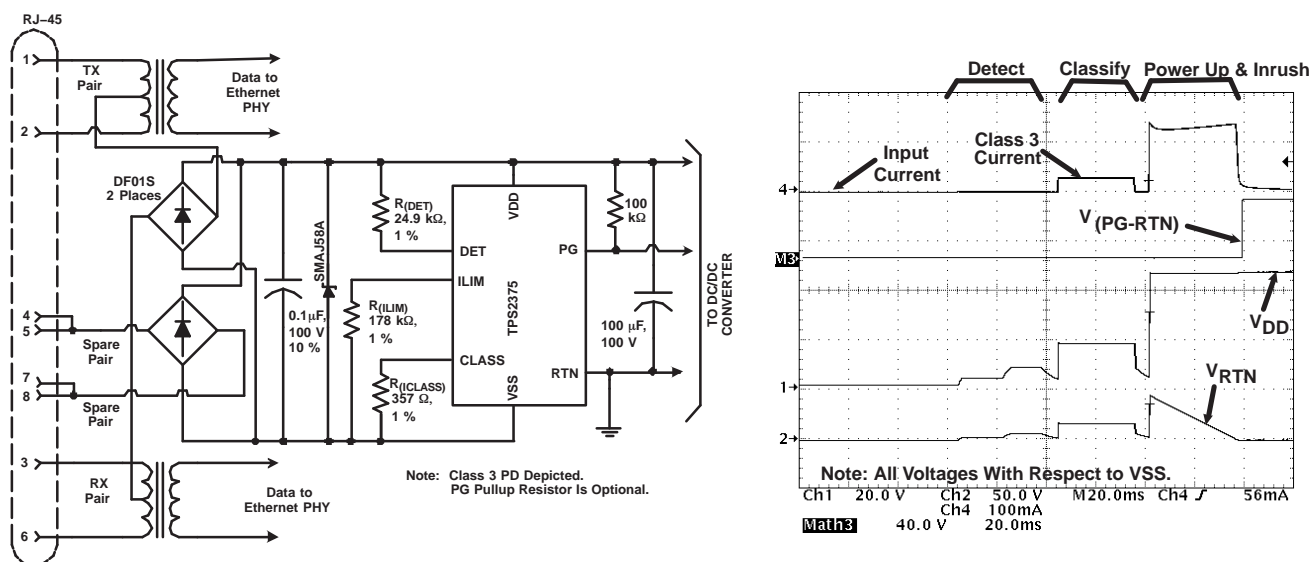 RJ–45
1
TX
Pair
2
Data to
Ethernet
PHY
DF01S
2 Places
4
5
Spare
Pair
7
8
Spare
Pair
3
RX
Pair
6
Data to
Ethernet PHY
0.1μF,
100 V
10 %
SMAJ58A
R(DET)
24.9 kΩ,
1 %
R(ILIM)
178 kΩ,
1 %
R(ICLASS)
357 Ω,
1 %
VDD
DET
ILIM
CLASS
TPS2375
PG
RTN
VSS
100
kΩ
100 μF,
100 V
TO DC/DC
CONVERTER
Note: Class 3 PD Depicted.
PG Pullup Resistor Is Optional.
Detect
Classify
Power Up & Inrush
Input
Current
Class 3
Current
4
V(PG-RTN)
M3
VDD
1
VRTN
2
Note: All Voltages With Respect to VSS.
Ch1 20.0 V Ch2 50.0 V M20.0ms Ch4 ƒ 56mA
Ch4 100mA
Math3 40.0 V 20.0ms